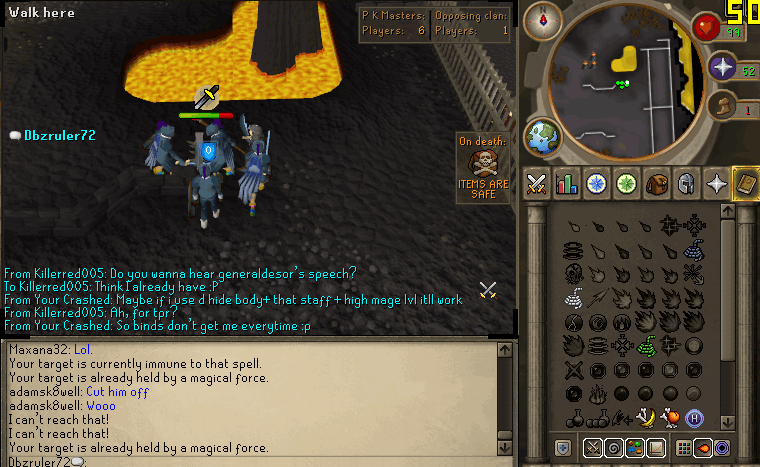 Walk here
P K Masters: Opposing clan:
Players: 6 Players: 1
50
99
52
1
Dbzruler72
0
On death:
ITEMS ARE
SAFE
From Killerred005: Do you wanna hear generaldesor's speech?
To Killerred005: Think I already have :P
From Your Crashed: Maybe if i use d hide body+ that staff + high mage lvl itll work
From Killerred005: Ah, for tpr?
From Your Crashed: So binds don't get me everytime :p
Maxana32: Lol.
Your target is currently immune to that spell.
Your target is already held by a magical force.
adamsk8well: Cut him off
adamsk8well: Wooo
I can't reach that!
I can't reach that!
Your target is already held by a magical force.
Dbzruler72:
H